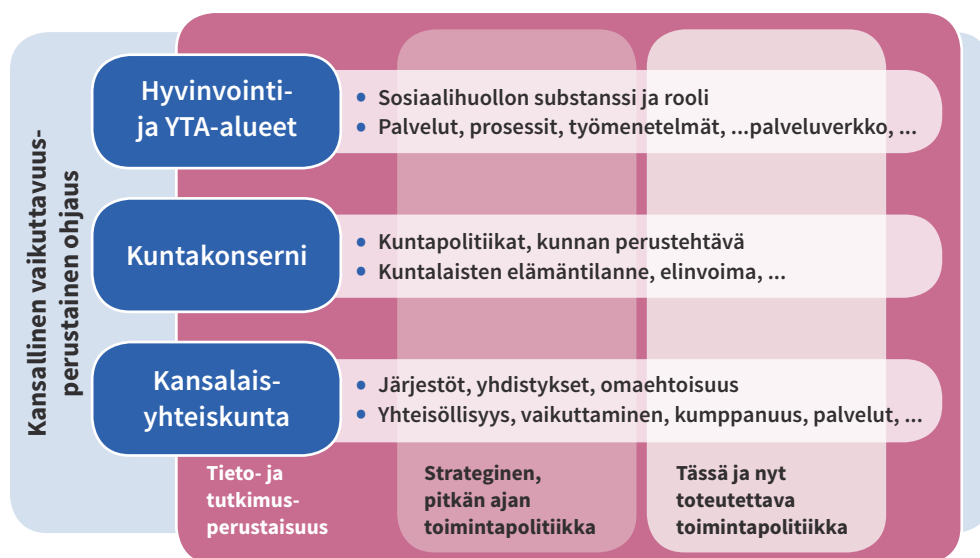 Kansallinen vaikuttavuus-
perustainen ohjaus
Hyvinvointi-
ja YTA-alueet
• Sosiaalihuollon substanssi ja rooli
• Palvelut, prosessit, työmenetelmät, ...palveluverkko, ...
Kuntakonserni
• Kuntapolitiikat, kunnan perustehtävä
• Kuntalaisten elämäntilanne, elinvoima, ...
Kansalais-
yhteiskunta
• Järjestöt, yhdistykset, omaehtoisuus
• Yhteisöllisyys, vaikuttaminen, kumppanuus, palvelut, ...
Tieto- ja
tutkimus-
perustaisuus
Strateginen,
pitkän ajan
toimintapolitiikka
Tässä ja nyt
toteutettava
toimintapolitiikka